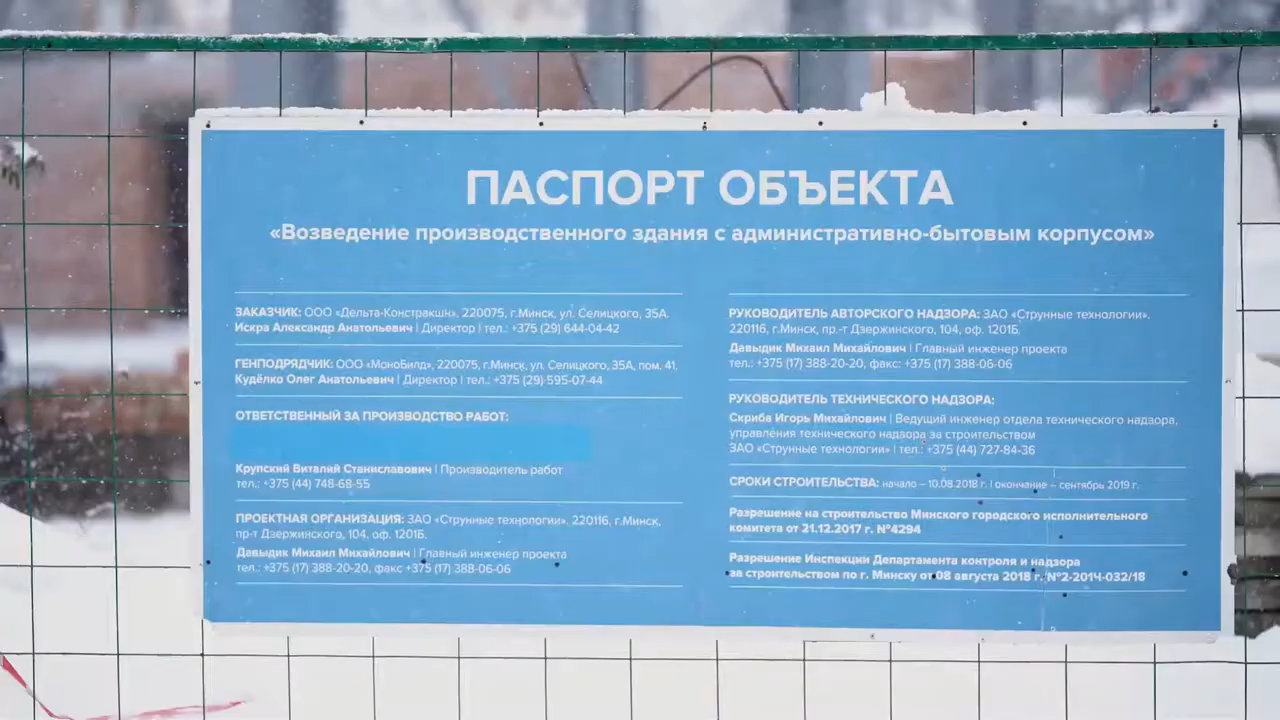 ПАСПОРТ ОБЪЕКТА
«Возведение производственного здания с административно-бытовым корпусом»
ЗАКАЗЧИК: ООО «Дельта-Констракшн», 220075, г.Минск, ул. Селицкого, 35А.
Искра Александр Анатольевич | Директор | тел.: +375 (29) 644-04-42
ГЕНПОДРЯДЧИК: ООО «МоноБилд», 220075, г.Минск, ул. Селицкого, 35А, пом. 41,
Куделко Олег Анатольевич | Директор | тел.: +375 (29) 595-07-44
ОТВЕТСТВЕННЫЙ ЗА ПРОИЗВОДСТВО РАБОТ:
Крупский Виталий Станиславович | Производитель работ
тел.: +375 (44) 748-68-55
ПРОЕКТНАЯ ОРГАНИЗАЦИЯ: ЗАО «Струнные технологии», 220116, г.Минск,
пр-т Дзержинского, 104, оф. 1201Б.
Давыдик Михаил Михайлович | Главный инженер проекта
тел.: +375 (17) 388-20-20, факс +375 (17) 388-06-06
РУКОВОДИТЕЛЬ АВТОРСКОГО НАДЗОРА: ЗАО «Струнные технологии»,
220116, г.Минск, пр-т Дзержинского, 104, оф. 1201Б.
Давыдик Михаил Михайлович | Главный инженер проекта
тел.: +375 (17) 388-20-20, факс: +375 (17) 388-06-06
РУКОВОДИТЕЛЬ ТЕХНИЧЕСКОГО НАДЗОРА:
Скриба Игорь Михайлович | Ведущий инженер отдела технического надзора,
управления технического надзора за строительством
ЗАО «Струнные технологии» | тел.: +375 (44) 727-84-36
СРОКИ СТРОИТЕЛЬСТВА: начало – 10.08.2018 г. | окончание – сентябрь 2019 г.
Разрешение на строительство Минского городского исполнительного
комитета от 21.12.2017 г. №4294
Разрешение Инспекции Департамента контроля и надзора
за строительством по г. Минску от 08 августа 2018 г. №2-201Ч-032/18